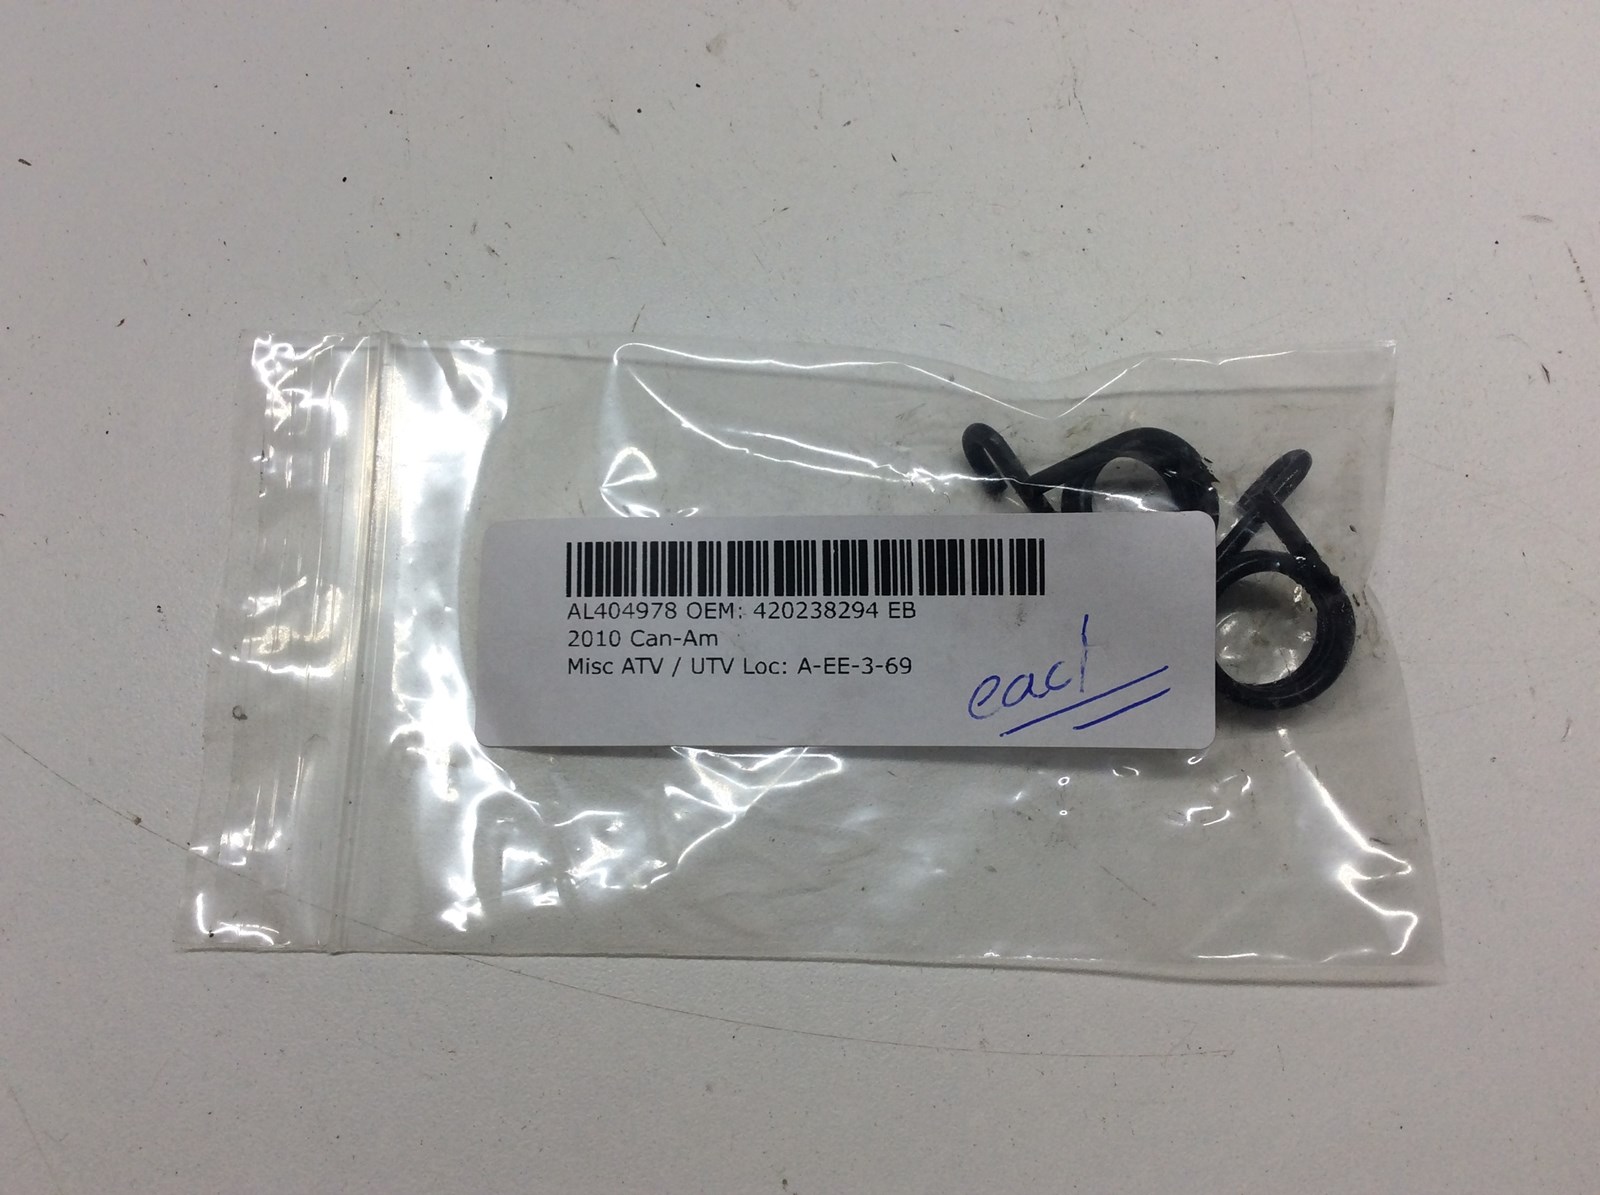 AL404978 OEM: 420238294 EB
2010 Can-Am
Misc ATV / UTV Loc: A-EE-3-69
each